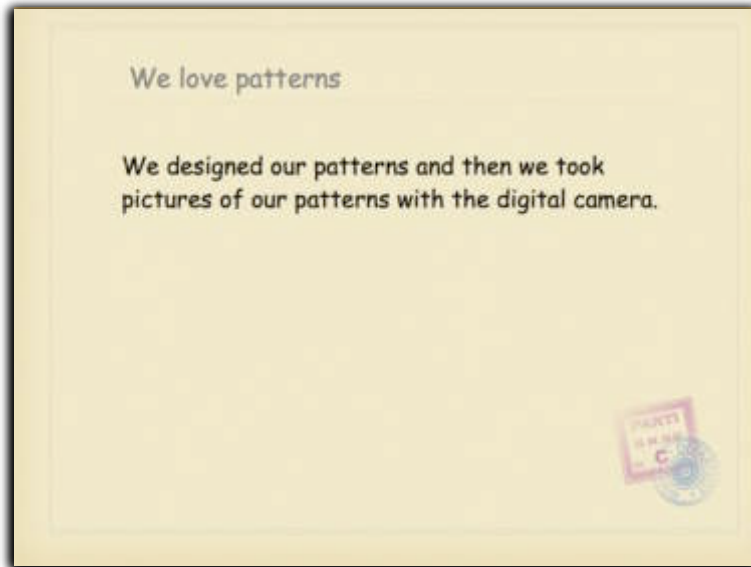 We love patterns
We designed our patterns and then we took
pictures of our patterns with the digital camera.
C